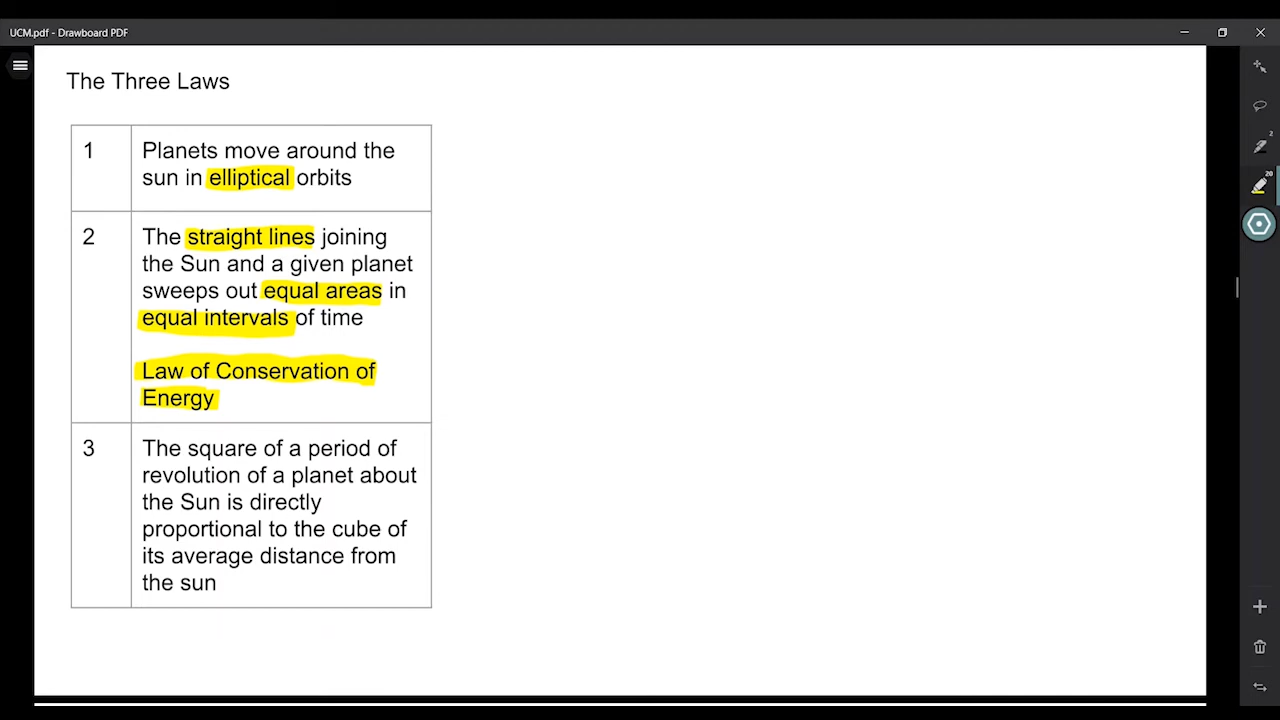 UCM.pdf - Drawboard PDF
The Three Laws
1
Planets move around the
sun in elliptical orbits
2
The straight lines joining
the Sun and a given planet
sweeps out equal areas in
equal intervals of time
Law of Conservation of
Energy
3
The square of a period of
revolution of a planet about
the Sun is directly
proportional to the cube of
its average distance from
the sun
2
20